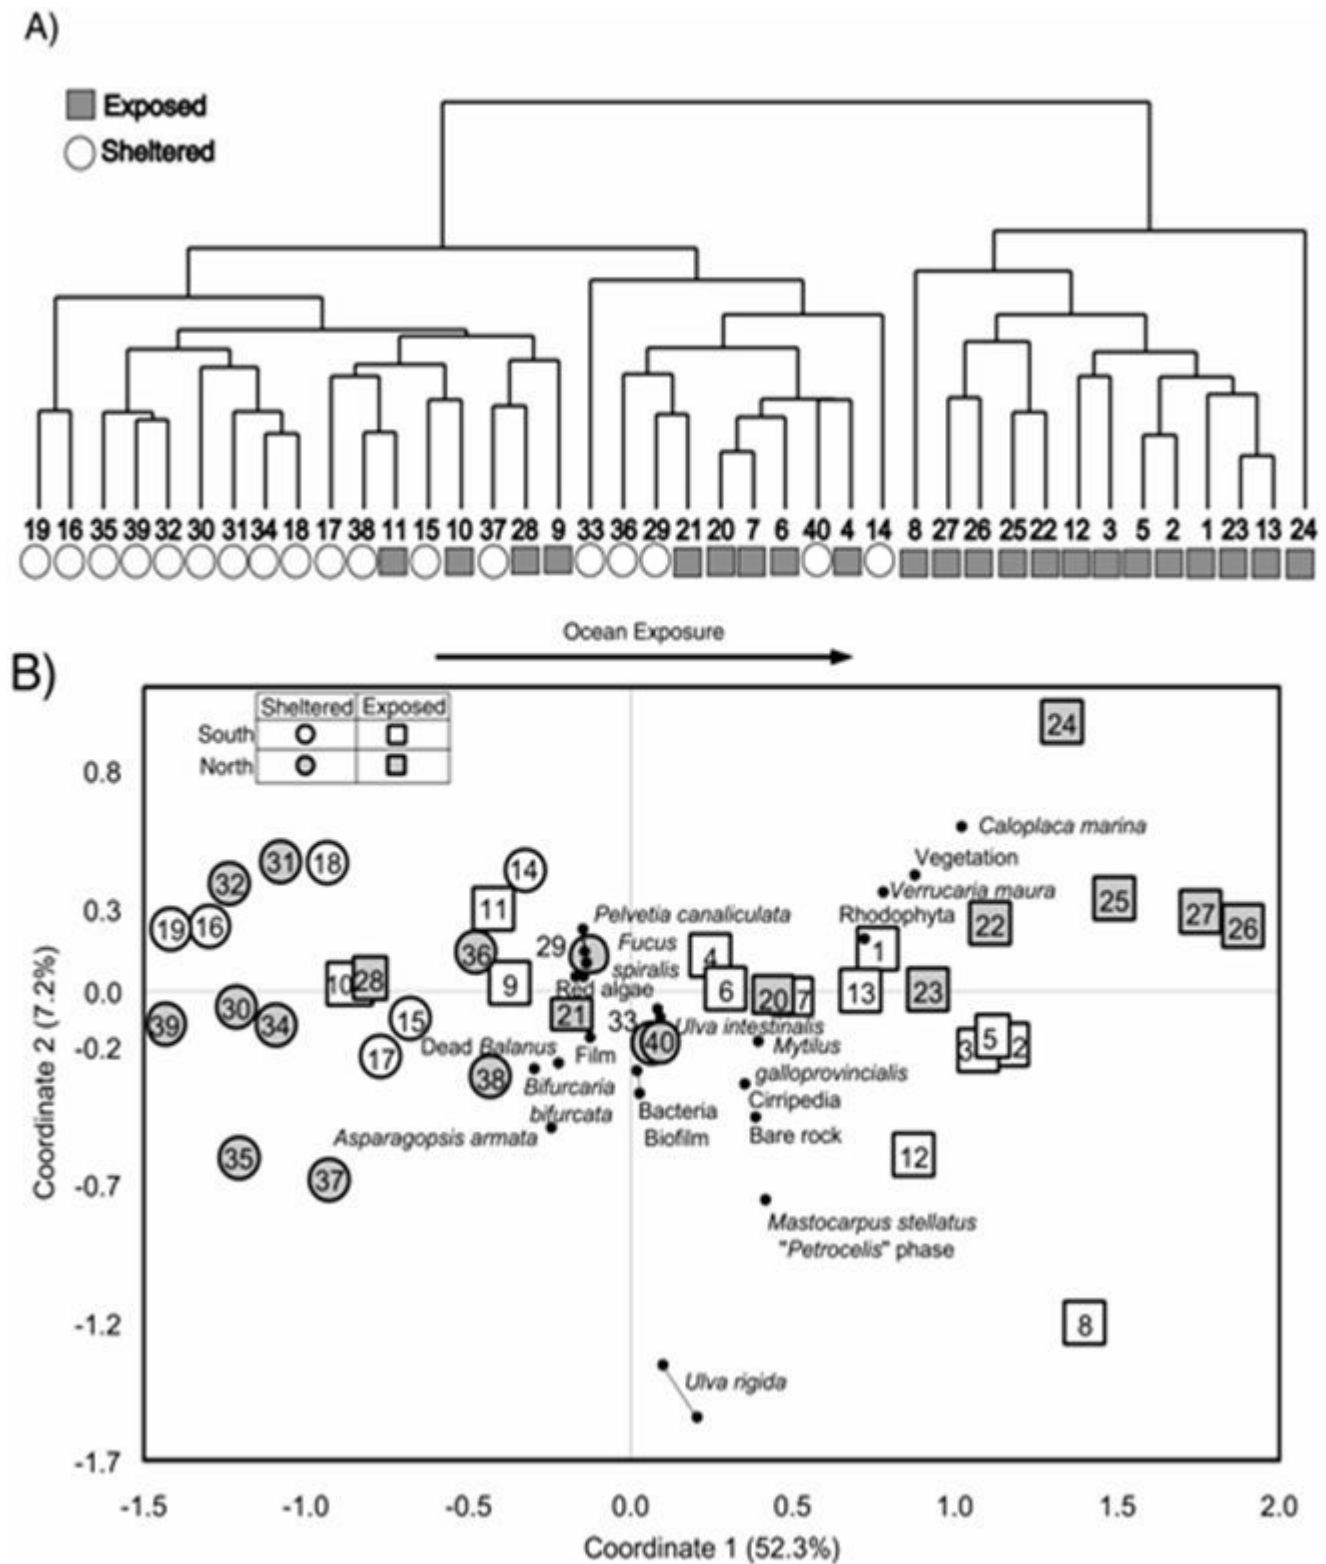 A)
Exposed
Sheltered
19 16 35 39 32 30 31 34 18 17 38 11 15 10 37 28 9 33 36 29 21 20 7 6 40 4 14 8 27 26 25 22 12 3 5 2 1 23 13 24
Ocean Exposure
B)
Sheltered Exposed
South
North
24
0.8
Caloplaca marina
Vegetation
31 18
14
32
Verrucaria maura
25
0.3
11
Pelvetia canaliculata
Rhodophyta
27
19 16
22
26
29
Fucus
36
4
1
spiralis
10 28
9
Red algae
6
20 7
13
23
0.0
30
21
33
Ulva intestinalis
39
34
15
5
17
Dead Balanus
Film
40
Mytilus
3
2
-0.2
38
Bifurcaria
galloprovincialis
bifurcata
Bacteria
Cirripedia
Asparagopsis armata
Biofilm
Bare rock
35
12
37
-0.7
Mastocarpus stellatus
"Petrocelis" phase
8
-1.2
Ulva rigida
-1.7
Coordinate 2 (7.2%)
-1.5 -1.0 -0.5 0.0 0.5 1.0 1.5 2.0
Coordinate 1 (52.3%)